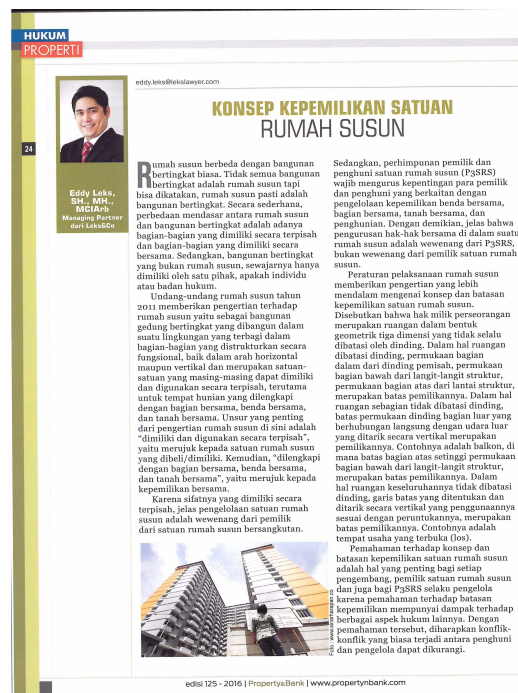 HUKUM
PROPERTI
eddy.leks@lekslawyer.com
KONSEP KEPEMILIKAN SATUAN
RUMAH SUSUN
24
Eddy Leks,
SH., MH.,
MCIArb
Managing Partner
dari Leks&Co
Rumah susun berbeda dengan bangunan
bertingkat biasa. Tidak semua bangunan
bertingkat adalah rumah susun tapi
bisa dikatakan, rumah susun pasti adalah
bangunan bertingkat. Secara sederhana,
perbedaan mendasar antara rumah susun
dan bangunan bertingkat adalah adanya
bagian-bagian yang dimiliki secara terpisah
dan bagian-bagian yang dimiliki secara
bersama. Sedangkan, bangunan bertingkat
yang bukan rumah susun, sewajarnya hanya
dimiliki oleh satu pihak, apakah individu
atau badan hukum.
Undang-undang rumah susun tahun
2011 memberikan pengertian terhadap
rumah susun yaitu sebagai bangunan
gedung bertingkat yang dibangun dalam
suatu lingkungan yang terbagi dalam
bagian-bagian yang distrukturkan secara
fungsional, baik dalam arah horizontal
maupun vertikal dan merupakan satuan-
satuan yang masing-masing dapat dimiliki
dan digunakan secara terpisah, terutama
untuk tempat hunian yang dilengkapi
dengan bagian bersama, benda bersama,
dan tanah bersama. Unsur yang penting
dari pengertian rumah susun di sini adalah
“dimiliki dan digunakan secara terpisah”,
yaitu merujuk kepada satuan rumah susun
yang dibeli/dimiliki. Kemudian, “dilengkapi
dengan bagian bersama, benda bersama,
dan tanah bersama”, yaitu merujuk kepada
kepemilikan bersama.
Karena sifatnya yang dimiliki secara
terpisah, jelas pengelolaan satuan rumah
susun adalah wewenang dari pemilik
dari satuan rumah susun bersangkutan.
Sedangkan, perhimpunan pemilik dan
penghuni satuan rumah susun (P3SRS)
wajib mengurus kepentingan para pemilik
dan penghuni yang berkaitan dengan
pengelolaan kepemilikan benda bersama,
bagian bersama, tanah bersama, dan
penghunian. Dengan demikian, jelas bahwa
pengurusan hak-hak bersama di dalam suatu
rumah susun adalah wewenang dari P3SRS,
bukan wewenang dari pemilik satuan rumah
susun.
Peraturan pelaksanaan rumah susun
memberikan pengertian yang lebih
mendalam mengenai konsep dan batasan
kepemilikan satuan rumah susun.
Disebutkan bahwa hak milik perseorangan
merupakan ruangan dalam bentuk
geometrik tiga dimensi yang tidak selalu
dibatasi oleh dinding. Dalam hal ruangan
dibatasi dinding, permukaan bagian
dalam dari dinding pemisah, permukaan
bagian bawah dari langit-langit struktur,
permukaan bagian atas dari lantai struktur,
merupakan batas pemilikannya. Dalam hal
ruangan sebagian tidak dibatasi dinding,
batas permukaan dinding bagian luar yang
berhubungan langsung dengan udara luar
yang ditarik secara vertikal merupakan
pemilikannya. Contohnya adalah balkon, di
mana batas bagian atas setinggi permukaan
bagian bawah dari langit-langit struktur,
merupakan batas pemilikannya. Dalam
hal ruangan keseluruhannya tidak dibatasi
dinding, garis batas yang ditentukan dan
ditarik secara vertikal yang penggunaannya
sesuai dengan peruntukannya, merupakan
batas pemilikannya. Contohnya adalah
tempat usaha yang terbuka (los).
Pemahaman terhadap konsep dan
batasan kepemilikan satuan rumah susun
adalah hal yang penting bagi setiap
pengembang, pemilik satuan rumah susun
dan juga bagi P3SRS selaku pengelola
karena pemahaman terhadap batasan
kepemilikan mempunyai dampak terhadap
berbagai aspek hukum lainnya. Dengan
pemahaman tersebut, diharapkan konflik-
konflik yang biasa terjadi antara penghuni
dan pengelola dapat dikurangi.
Foto : www.sinarharapan.co
edisi 125 - 2016 | Property&Bank | www.propertynbank.com